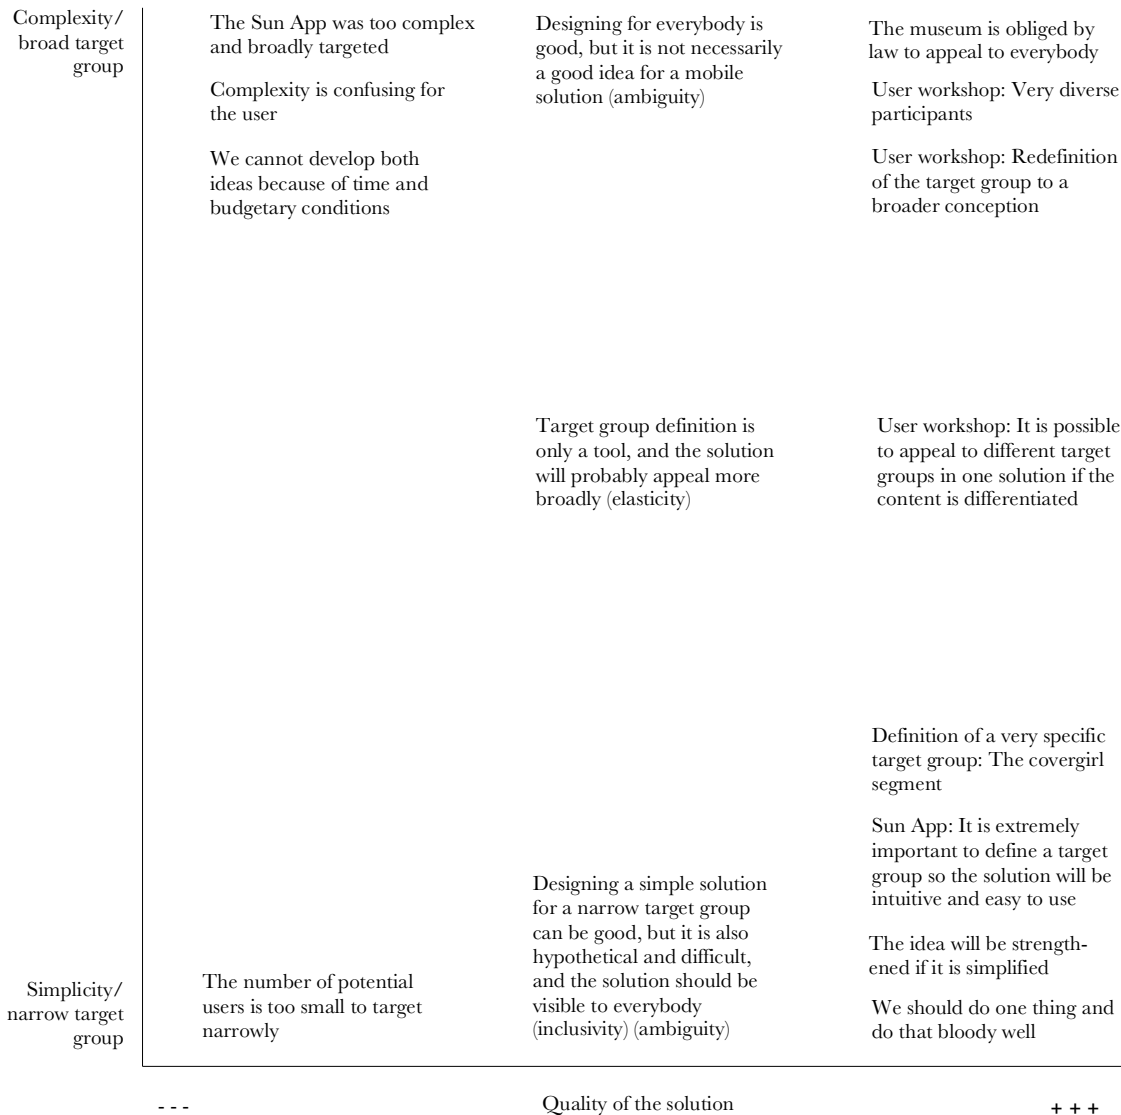 Complexity/
broad target
group
The Sun App was too complex
and broadly targeted
Complexity is confusing for
the user
We cannot develop both
ideas because of time and
budgetary conditions
Designing for everybody is
good, but it is not necessarily
a good idea for a mobile
solution (ambiguity)
The museum is obliged by
law to appeal to everybody
User workshop: Very diverse
participants
User workshop: Redefinition
of the target group to a
broader conception
Target group definition is
only a tool, and the solution
will probably appeal more
broadly (elasticity)
User workshop: It is possible
to appeal to different target
groups in one solution if the
content is differentiated
Simplicity/
narrow target
group
The number of potential
users is too small to target
narrowly
Designing a simple solution
for a narrow target group
can be good, but it is also
hypothetical and difficult,
and the solution should be
visible to everybody
(inclusivity) (ambiguity)
Definition of a very specific
target group: The covergirl
segment
Sun App: It is extremely
important to define a target
group so the solution will be
intuitive and easy to use
The idea will be strength-
ened if it is simplified
We should do one thing and
do that bloody well
- - -
Quality of the solution
+ + +